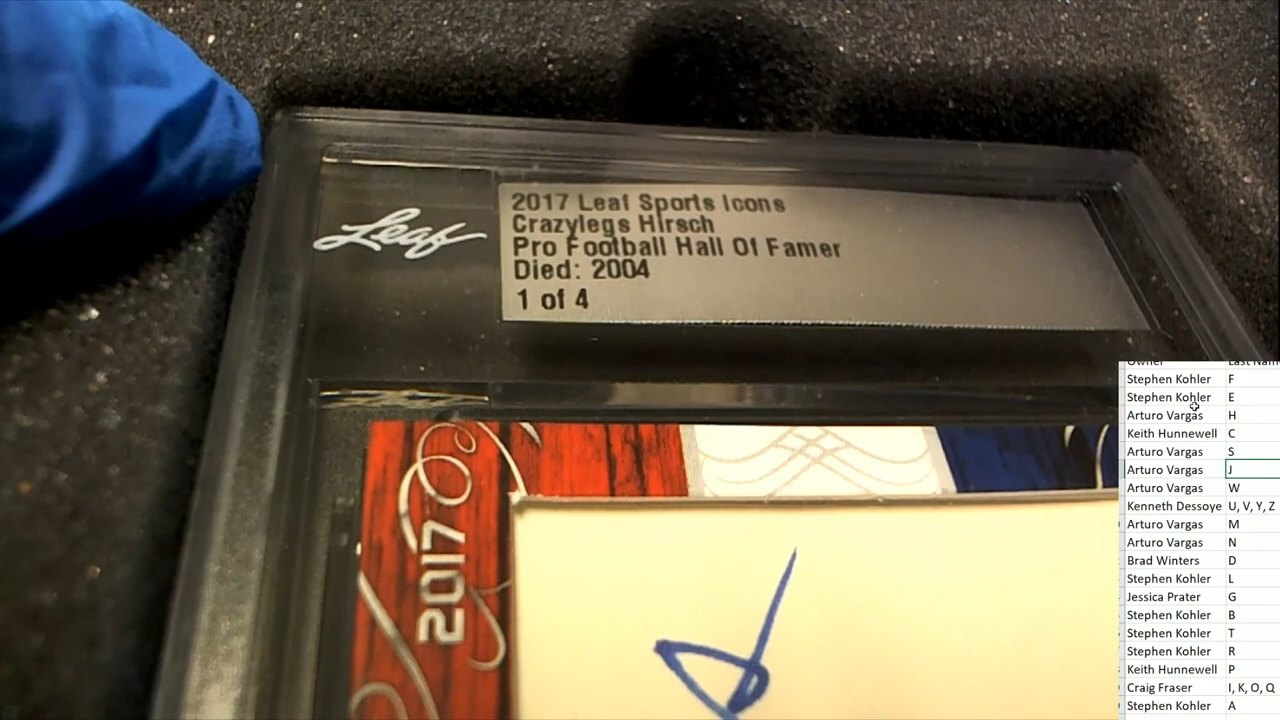 Leaf
2017 Leaf Sports Icons
Crazylegs Hirsch
Pro Football Hall Of Famer
Died: 2004
1 of 4
2017
Owner
Stephen Kohler F
Stephen Kohler E
Arturo Vargas H
Keith Hunnewell C
Arturo Vargas S
Arturo Vargas J
Arturo Vargas W
Kenneth Dessoye U, V, Y, Z
Arturo Vargas M
Arturo Vargas N
Brad Winters D
Stephen Kohler L
Jessica Prater G
Stephen Kohler B
Stephen Kohler T
Stephen Kohler R
Keith Hunnewell P
Craig Fraser I, K, O, Q
Stephen Kohler A